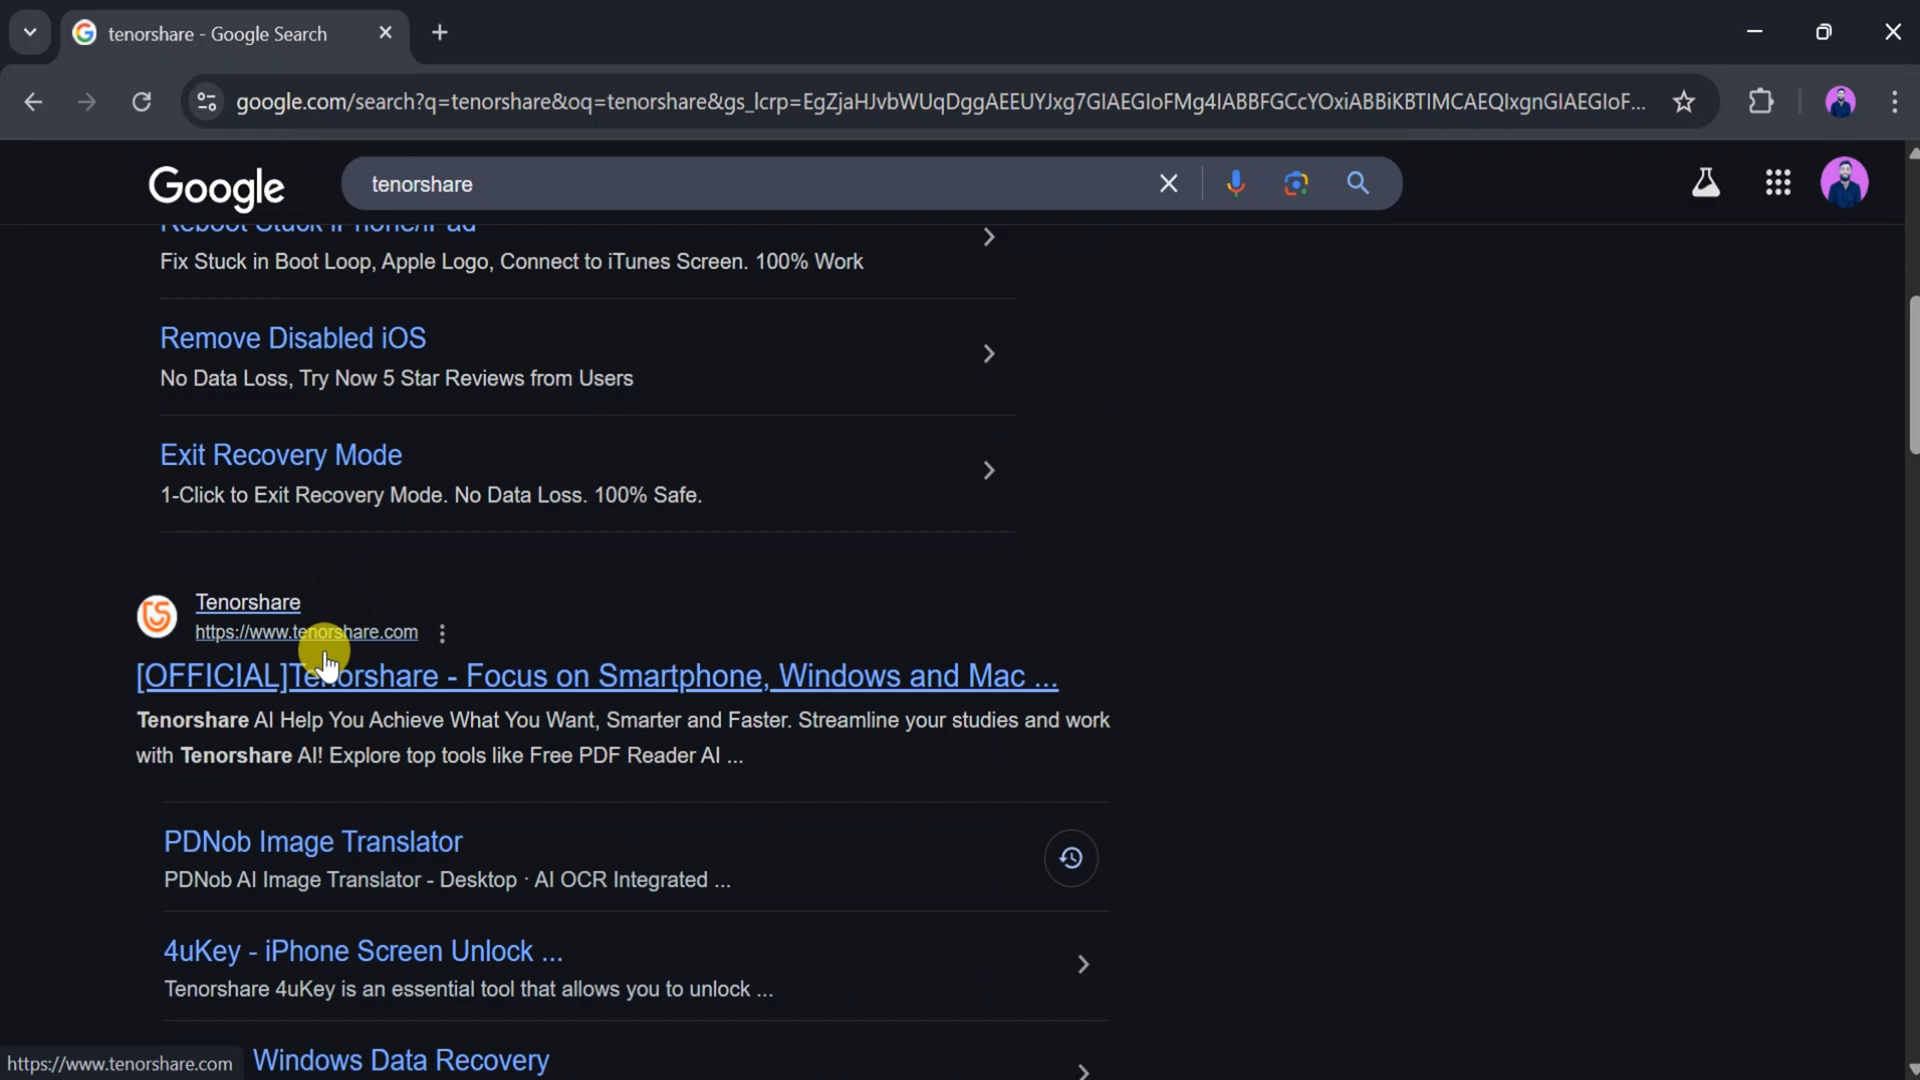 tenorshare - Google Search
google.com/search?q=tenorshare&oq=tenorshare&gs_lcrp=EgZjaHJvbWUqDggAEEUYJxg7GIAEGIoFMg4IABBFGCcYOxiABBiKBTIMCAEQIxgnGIAEGIoF...
Google
tenorshare
Reboot Stuck iPhone/iPad
Fix Stuck in Boot Loop, Apple Logo, Connect to iTunes Screen. 100% Work
Remove Disabled iOS
No Data Loss, Try Now 5 Star Reviews from Users
Exit Recovery Mode
1-Click to Exit Recovery Mode. No Data Loss. 100% Safe.
Tenorshare
https://www.tenorshare.com
[OFFICIAL]Tenorshare - Focus on Smartphone, Windows and Mac ...
Tenorshare AI Help You Achieve What You Want, Smarter and Faster. Streamline your studies and work
with Tenorshare AI! Explore top tools like Free PDF Reader AI ...
PDNob Image Translator
PDNob AI Image Translator - Desktop · AI OCR Integrated ...
4uKey - iPhone Screen Unlock ...
Tenorshare 4uKey is an essential tool that allows you to unlock ...
https://www.tenorshare.com
Windows Data Recovery